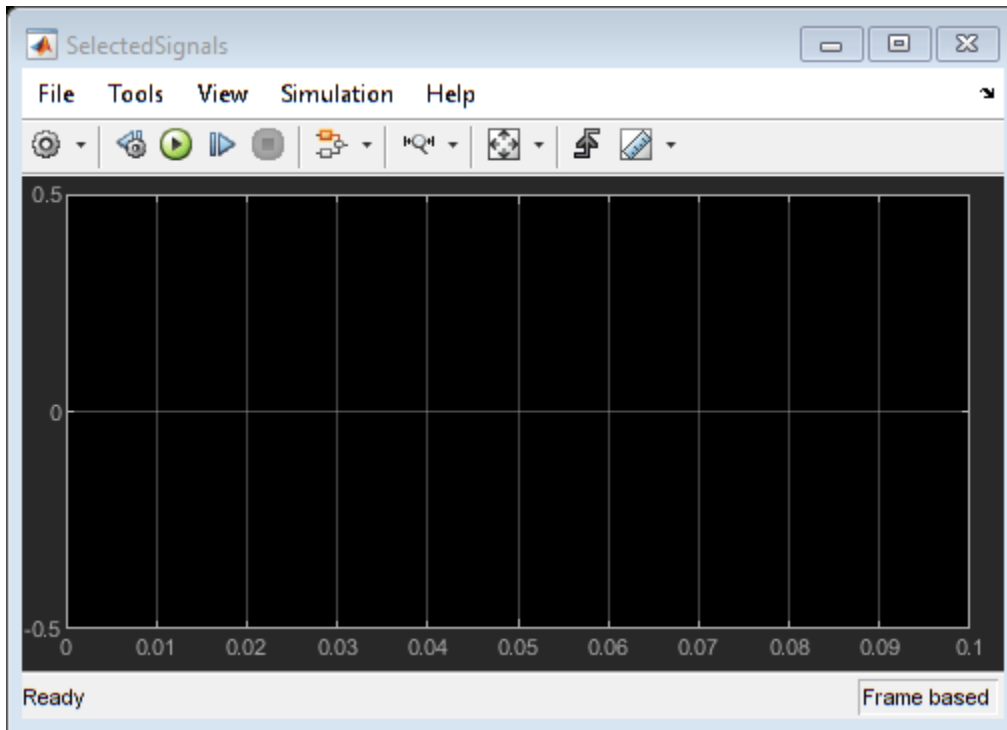 SelectedSignals
File Tools View Simulation Help
0.5
0
-0.5
0 0.01 0.02 0.03 0.04 0.05 0.06 0.07 0.08 0.09 0.1
Ready Frame based